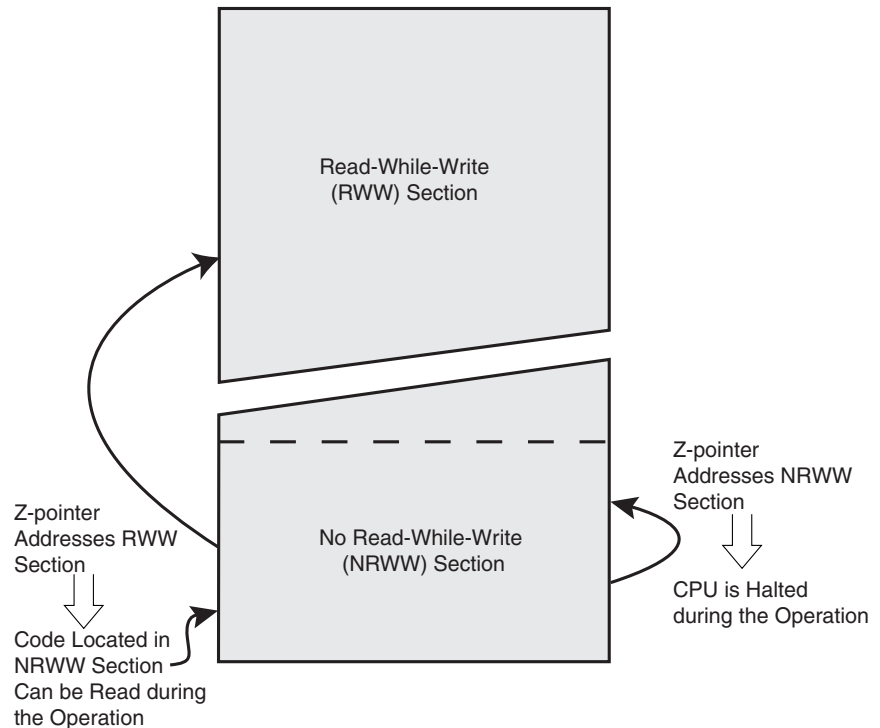 Read-While-Write
(RWW) Section
Z-pointer
Addresses NRWW
Section
Z-pointer
Addresses RWW
Section
No Read-While-Write
(NRWW) Section
CPU is Halted
during the Operation
Code Located in
NRWW Section
Can be Read during
the Operation